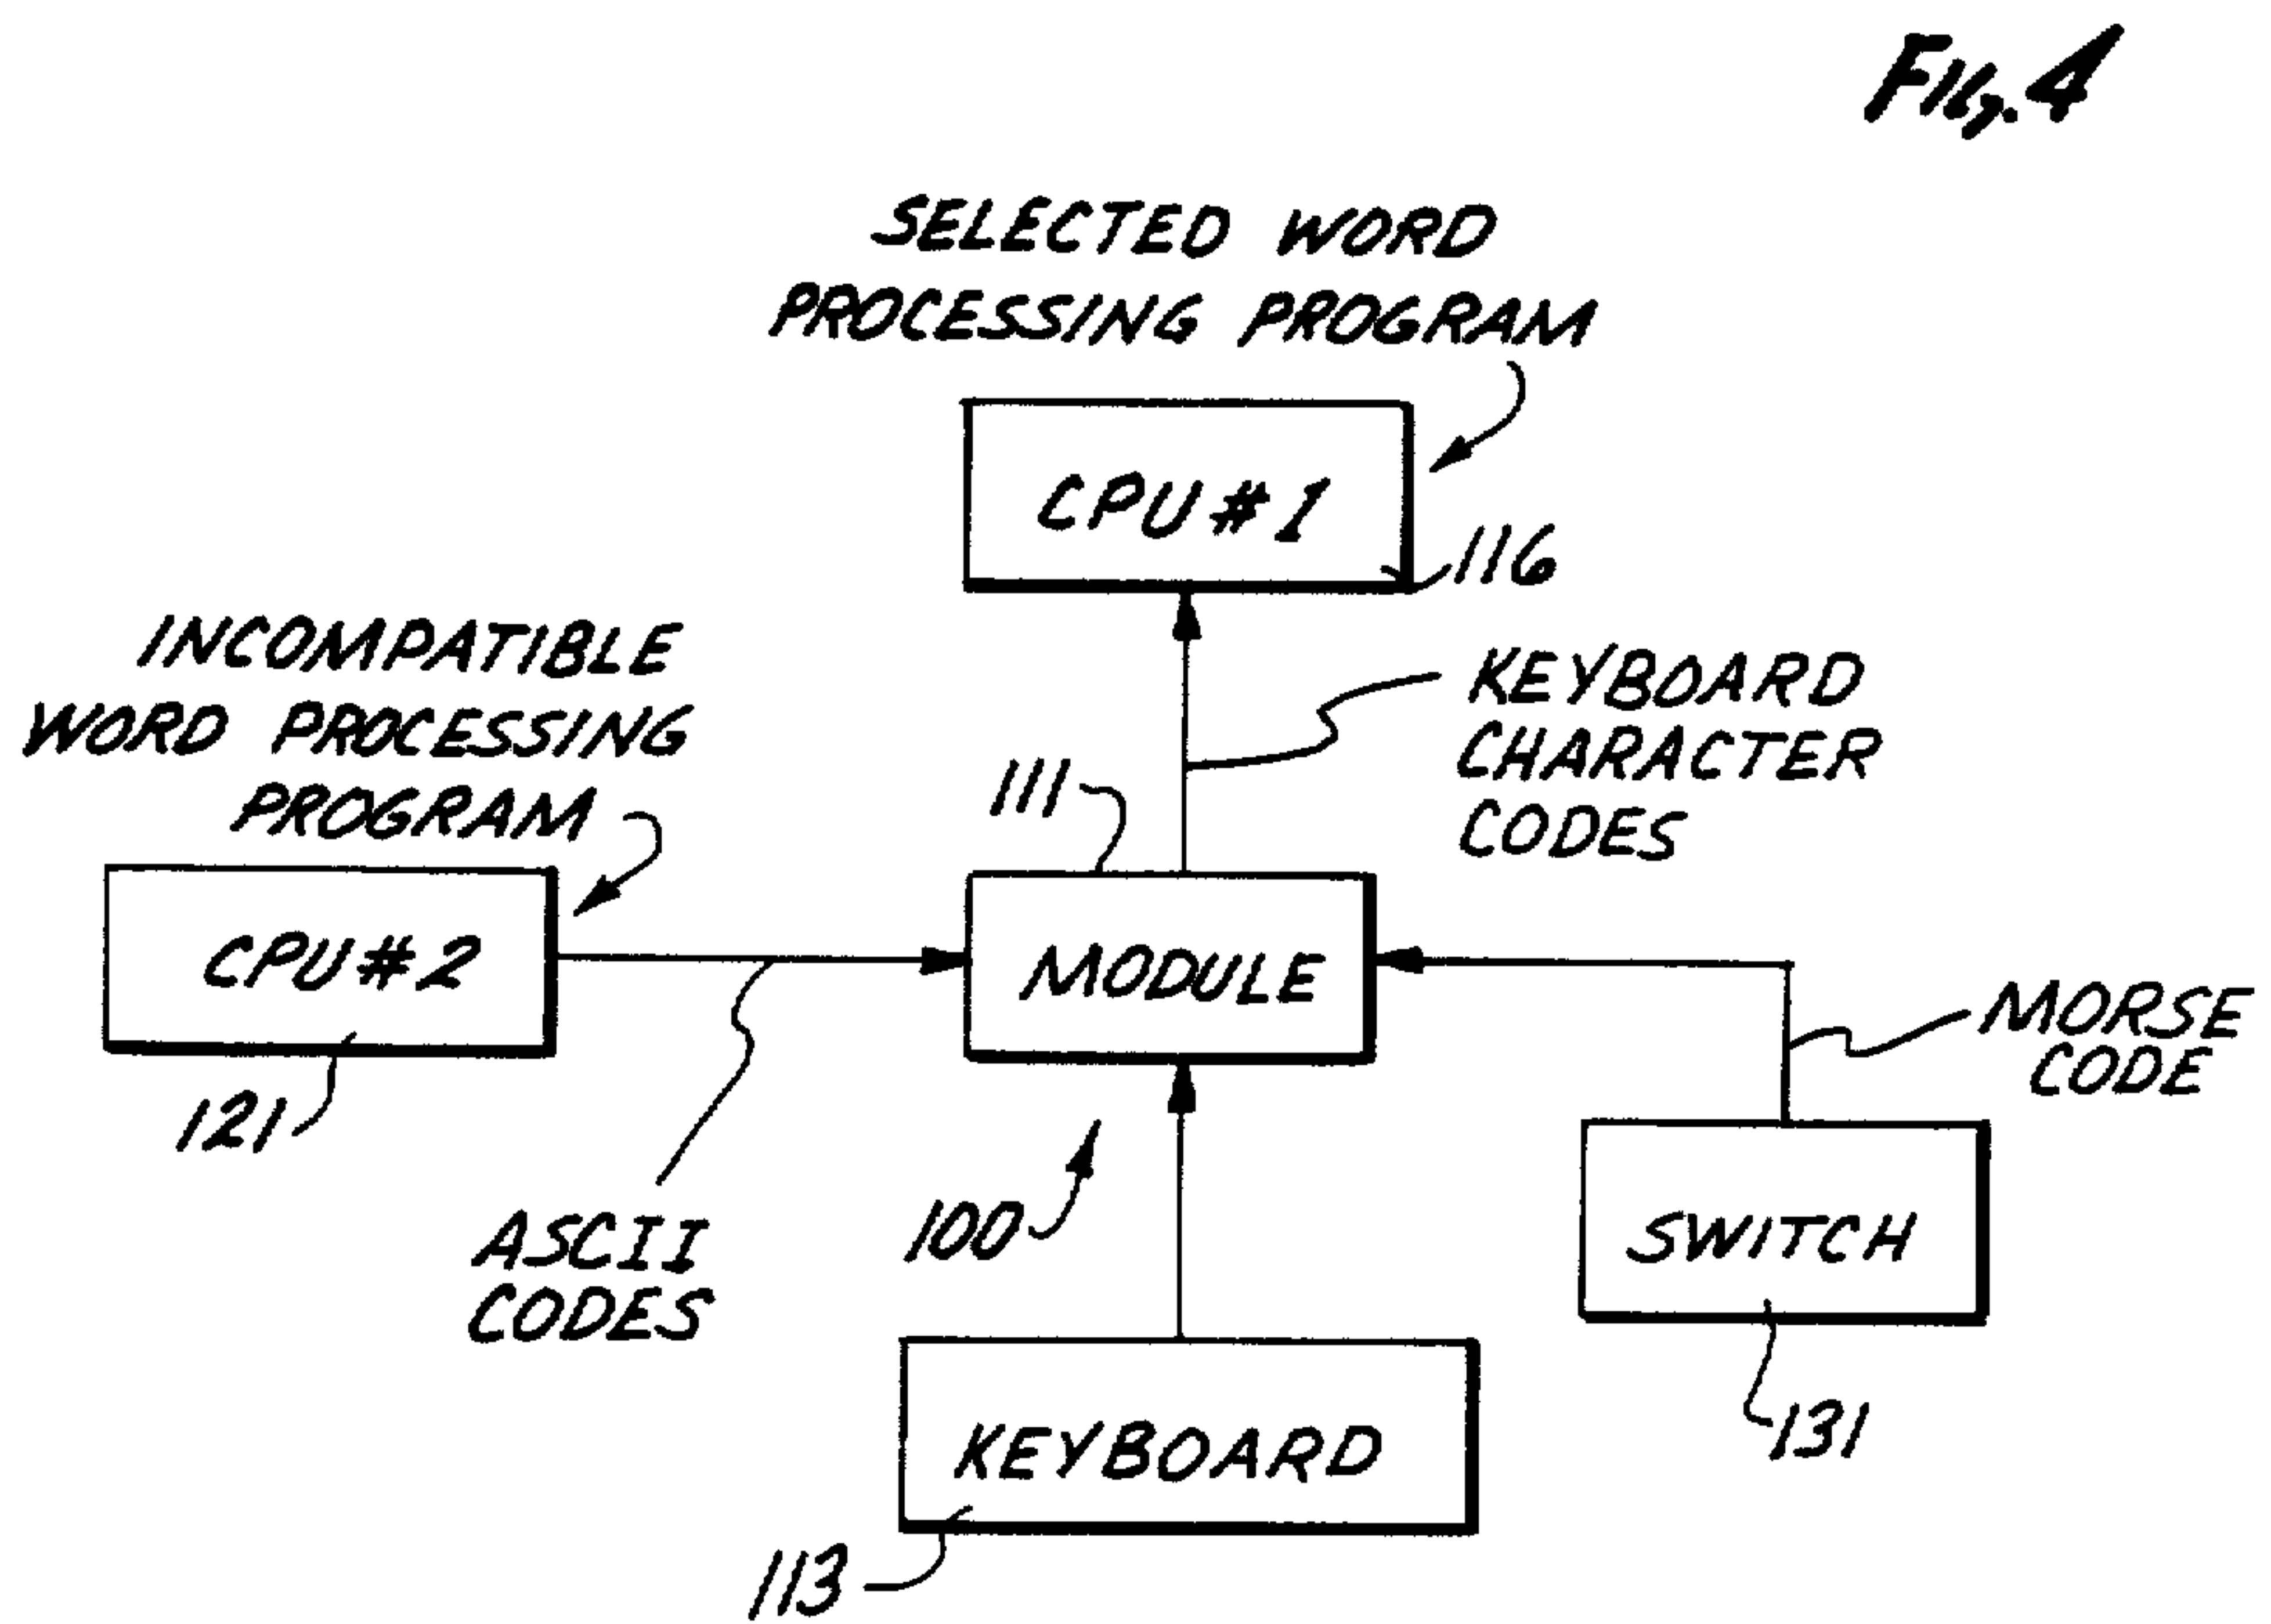 FIG. 4
SELECTED WORD
PROCESSING PROGRAM
CPU #1
116
INCOMPATIBLE
WORD PROCESSING
PROGRAM
KEYBOARD
CHARACTER
CODES
111
CPU #2
MODULE
MORSE
CODE
121
100
ASCII
CODES
SWITCH
131
KEYBOARD
113